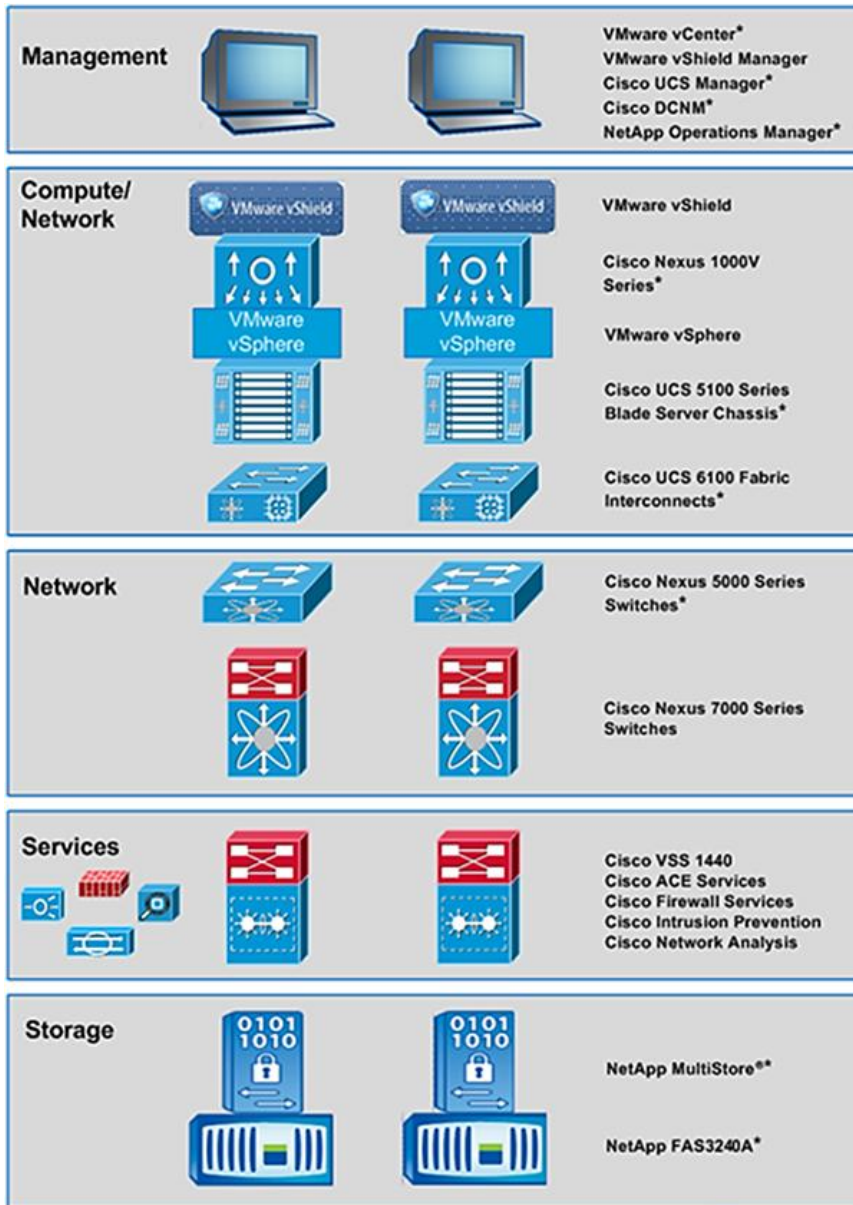 Management
VMware vCenter*
VMware vShield Manager
Cisco UCS Manager*
Cisco DCNM*
NetApp Operations Manager*
Compute/
Network
VMware vShield
VMware vShield
VMware vShield
Cisco Nexus 1000V
Series*
VMware
vSphere
VMware
vSphere
VMware vSphere
Cisco UCS 5100 Series
Blade Server Chassis*
Cisco UCS 6100 Fabric
Interconnects*
Network
Cisco Nexus 5000 Series
Switches*
Cisco Nexus 7000 Series
Switches
Services
Cisco VSS 1440
Cisco ACE Services
Cisco Firewall Services
Cisco Intrusion Prevention
Cisco Network Analysis
Storage
0101
1010
0101
1010
NetApp MultiStore®*
NetApp FAS3240A*